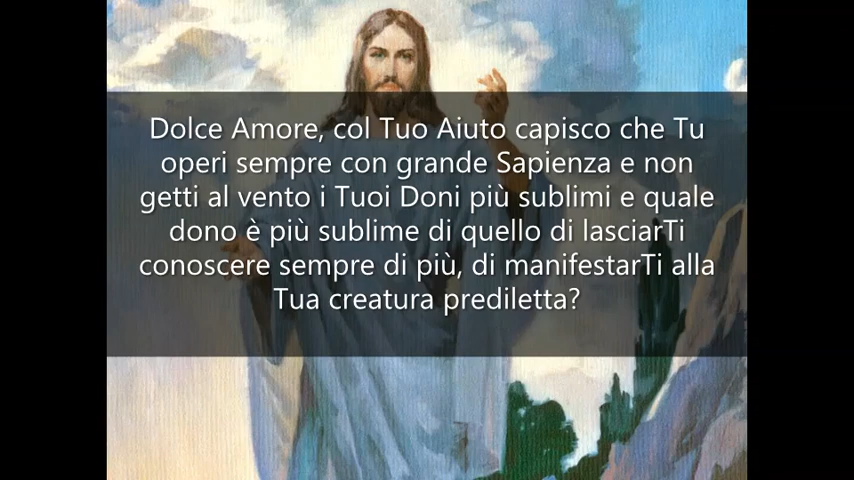 Dolce Amore, col Tuo Aiuto capisco che Tu
operi sempre con grande Sapienza e non
getti al vento i Tuoi Doni più sublimi e quale
dono è più sublime di quello di lasciarTi
conoscere sempre di più, di manifestarTi alla
Tua creatura prediletta?